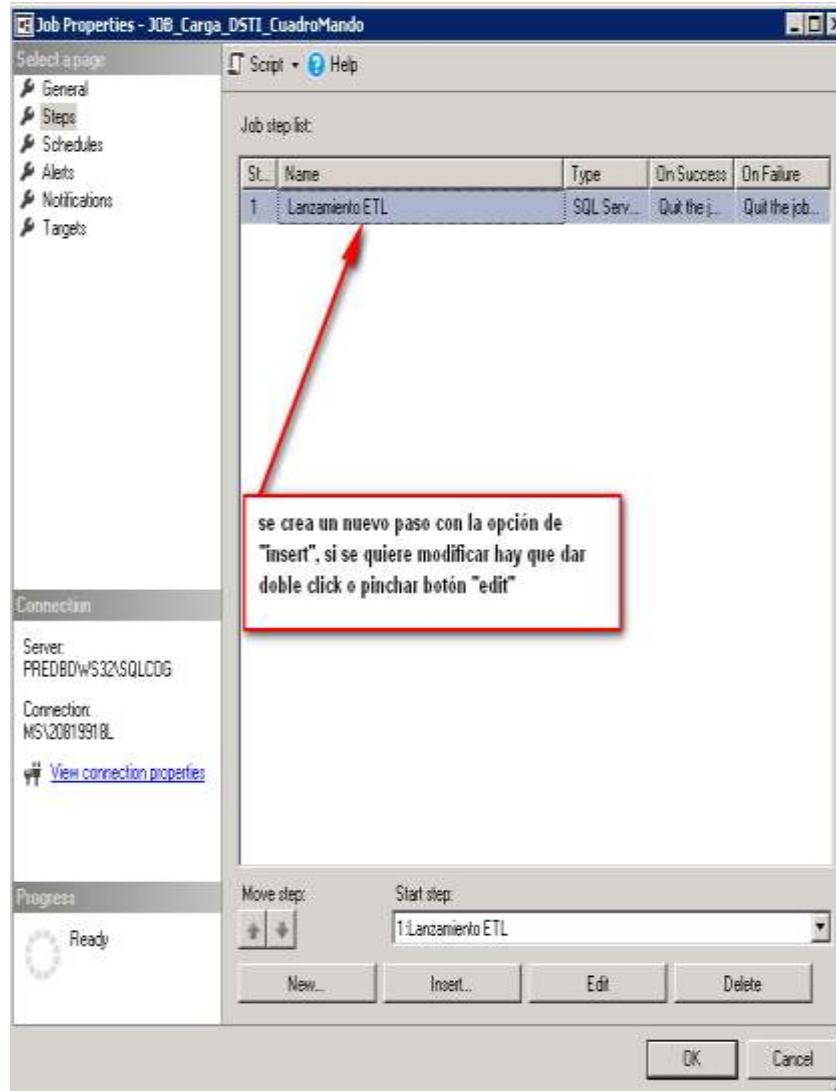 Job Properties - JOB_Carga_DSTI_CuadroMando
Select a page
General
Steps
Schedules
Alerts
Notifications
Targets
Script
Help
Job step list:
St... Name Type On Success On Failure
1 Lanzamiento ETL SQL Serv... Quit the j... Quit the job...
se crea un nuevo paso con la opción de
"insert", si se quiere modificar hay que dar
doble click o pinchar botón "edit"
Connection
Server:
PREDBDWS32\SQLCOG
Connection:
MS\20819918L
View connection properties
Progress
Ready
Move step:
Start step:
1:Lanzamiento ETL
New...
Insert...
Edit
Delete
OK
Cancel